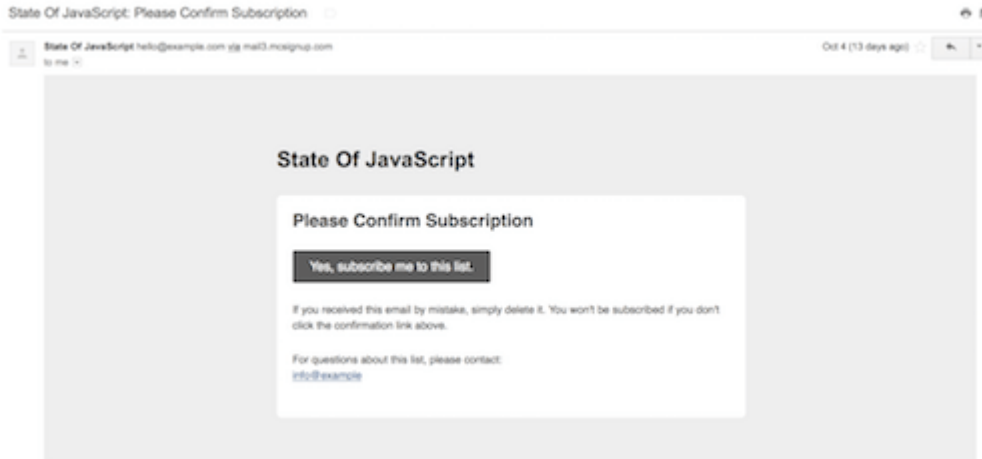 State Of JavaScript: Please Confirm Subscription
State Of JavaScript hello@example.com via mail3.mcsignup.com
Oct 4 (13 days ago)
to me
State Of JavaScript
Please Confirm Subscription
Yes, subscribe me to this list.
If you received this email by mistake, simply delete it. You won't be subscribed if you don't
click the confirmation link above.
For questions about this list, please contact:
info@example